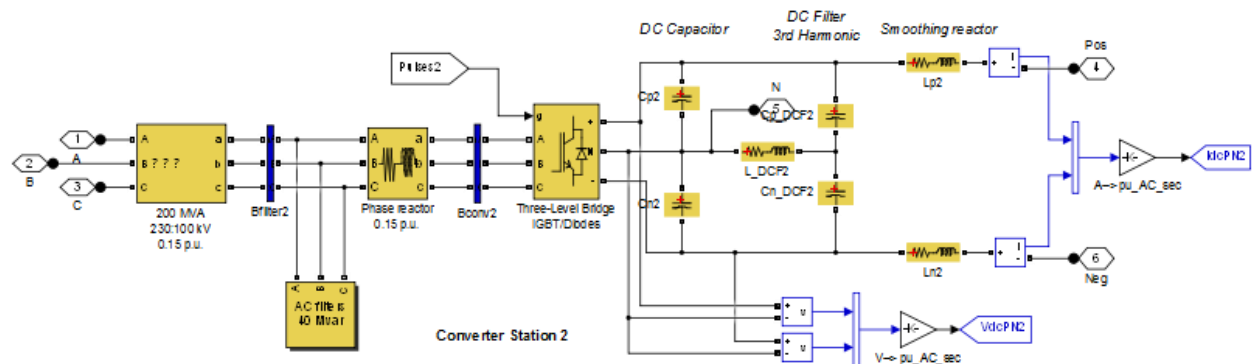 DC Capacitor
DC Filter
3rd Harmonic
Smoothing reactor
Pos
4
Pulses2
Cp2
N
5
Cp_DCF2
Lp2
+
i
-
1
A
2
B
3
C
A
B ? ? ?
C
a
b
c
200 MVA
230:100 kV
0.15 p.u.
Bfilter2
A
B
C
a
b
c
Phase reactor
0.15 p.u.
Bconv2
g
A
B
C
+
N
-
Three-Level Bridge
IGBT/Diodes
L_DCF2
Cn2
Cn_DCF2
-K-
A-->pu_AC_sec
IdcPN2
Ln2
+
i
-
6
Neg
A
B
C
AC filters
40 Mvar
Converter Station 2
+
-
v
+
-
v
-K-
V-->pu_AC_sec
VdcPN2